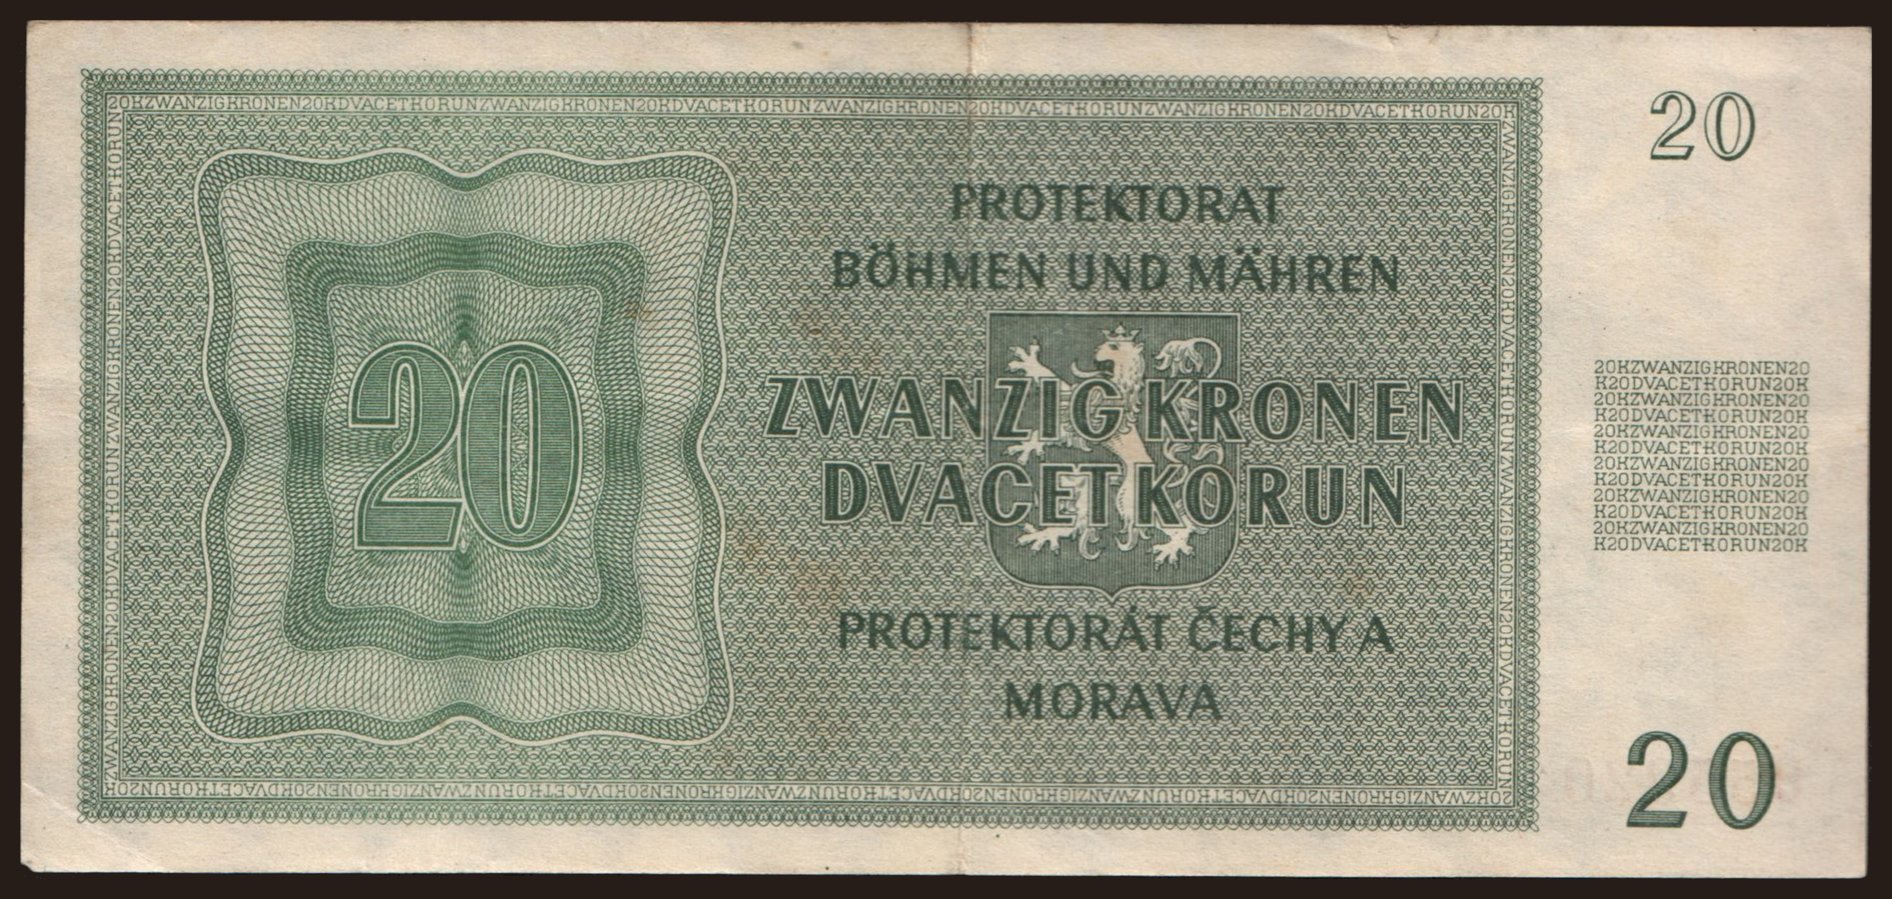 20KZWANZIGKRONEN20KDVACETKORUNZWANZIGKRONEN20KDVACETKORUNZWANZIGKRONEN20KDVACETKORUNZWANZIGKRONEN20KDVACETKORUN20K
20
PROTEKTORAT
BÖHMEN UND MÄHREN
20
ZWANZIG KRONEN
DVACET KORUN
PROTEKTORÁT ČECHY A
MORAVA
20KZWANZIGKRONEN20
K20DVACETKORUN20K
20KZWANZIGKRONEN20
K20DVACETKORUN20K
20KZWANZIGKRONEN20
K20DVACETKORUN20K
20KZWANZIGKRONEN20
K20DVACETKORUN20K
20KZWANZIGKRONEN20
K20DVACETKORUN20K
20KZWANZIGKRONEN20
K20DVACETKORUN20K
20